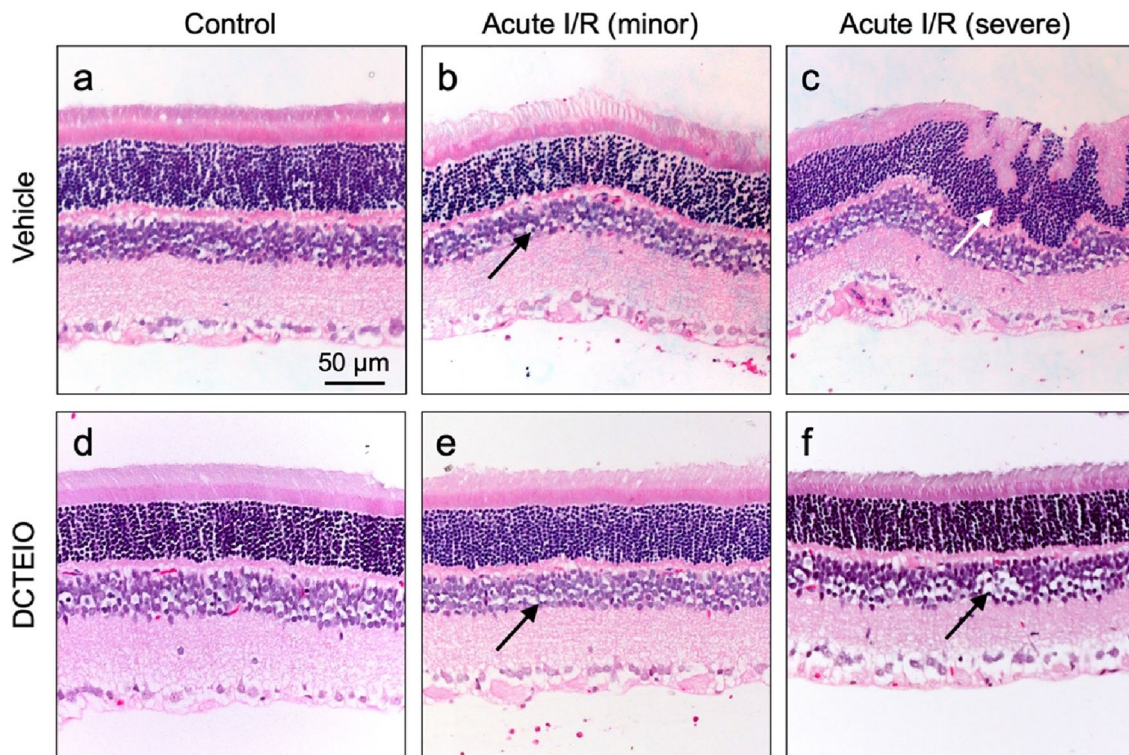 Control
Acute I/R (minor)
Acute I/R (severe)
Vehicle
a
b
c
50 µm
DCTEIO
d
e
f